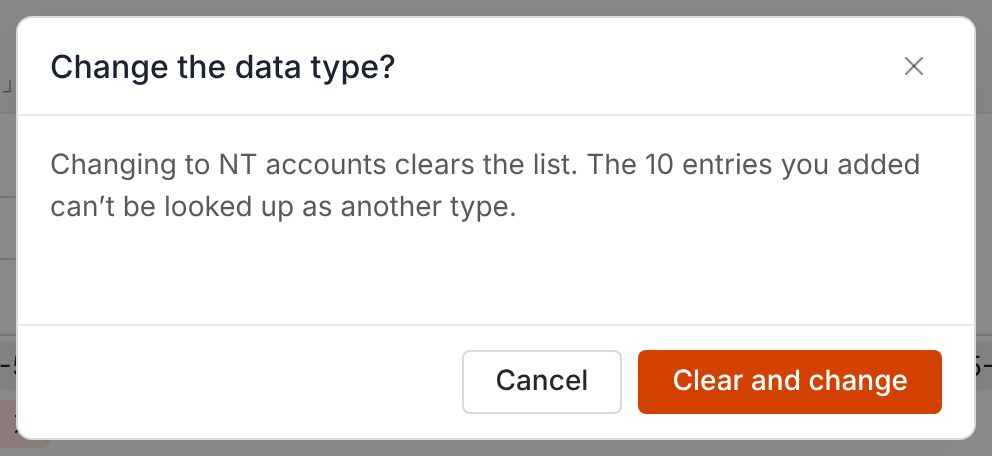 Change the data type?
Changing to NT accounts clears the list. The 10 entries you added
can’t be looked up as another type.
Cancel
Clear and change